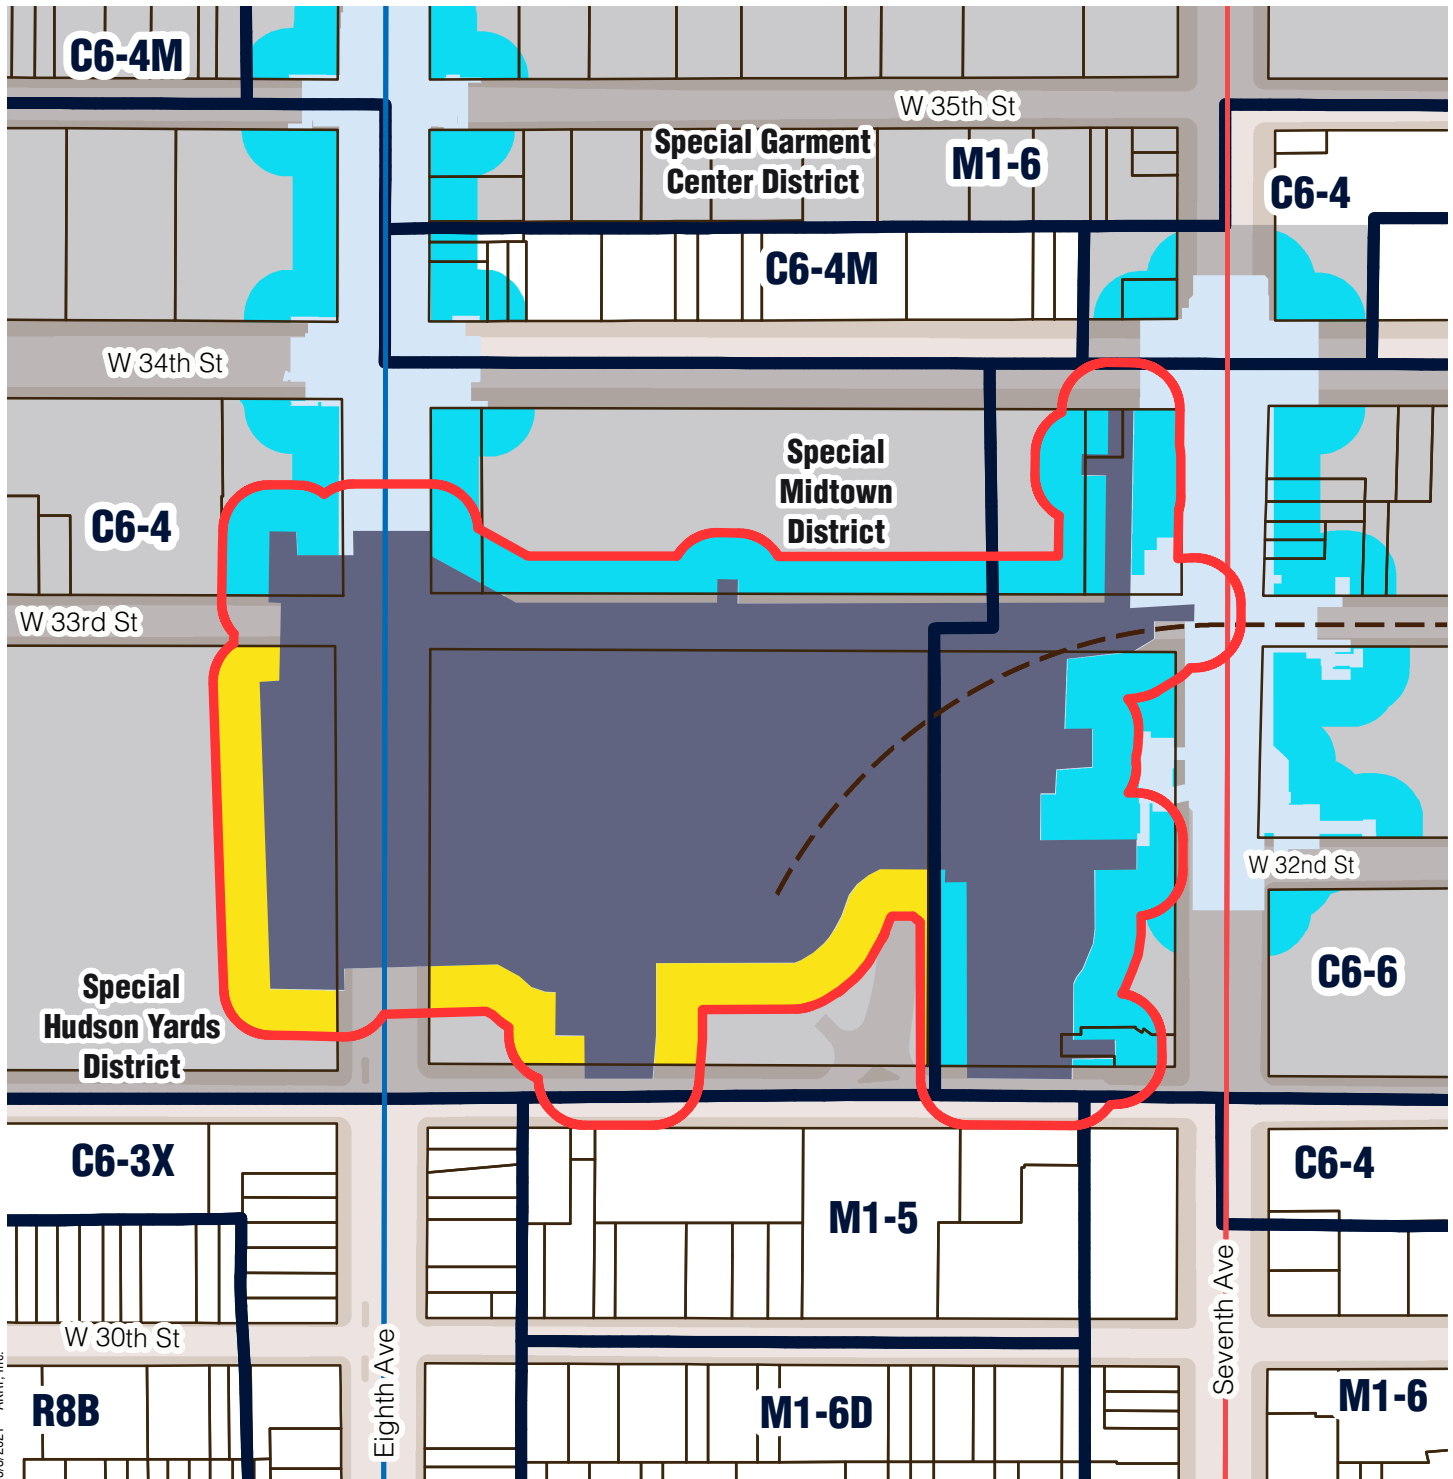 C6-4M
W 35th St
Special Garment
Center District
M1-6
C6-4
C6-4M
W 34th St
Special
Midtown
District
C6-4
W 33rd St
W 32nd St
C6-6
Special
Hudson Yards
District
C6-3X
C6-4
M1-5
W 30th St
Eighth Ave
Seventh Ave
R8B
M1-6D
M1-6